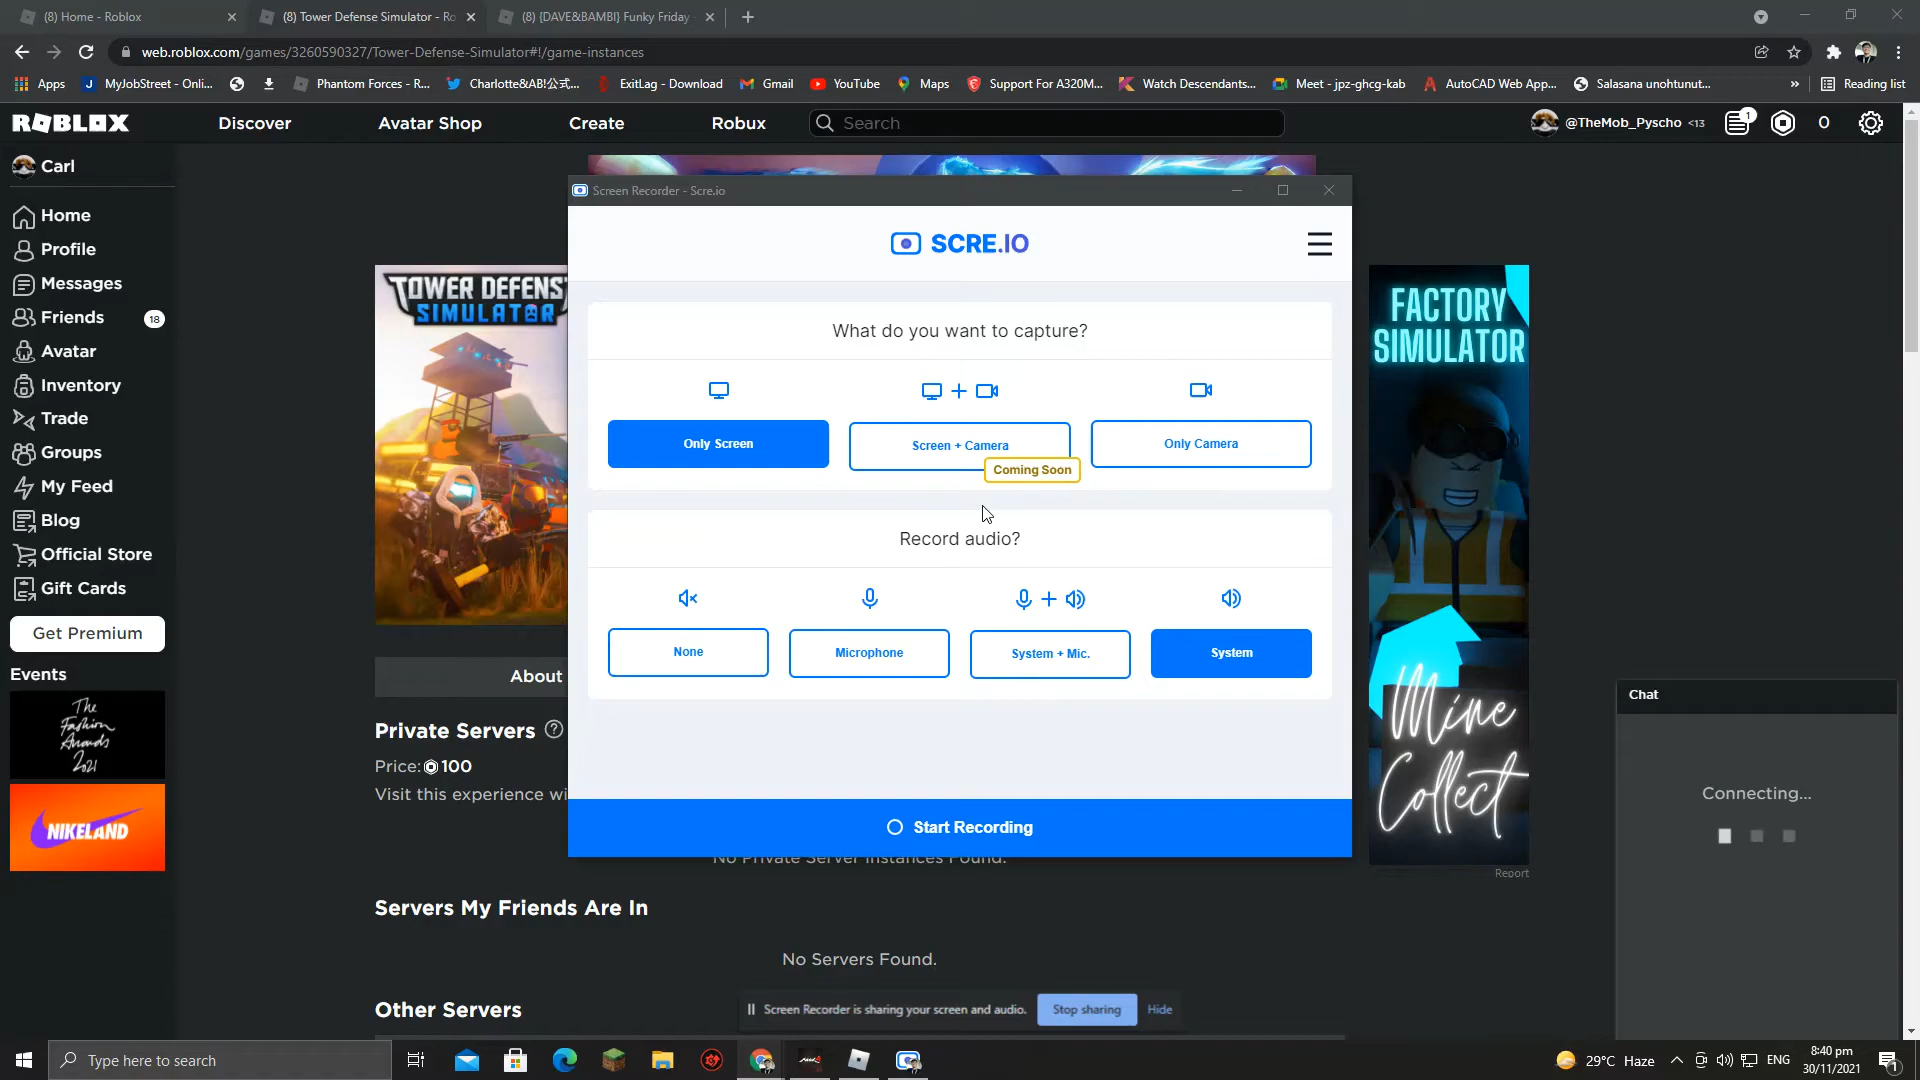 (8) Home - Roblox
(8) Tower Defense Simulator - Ro
(8) [DAVE&BAMBI] Funky Friday
web.roblox.com/games/3260590327/Tower-Defense-Simulator#!/game-instances
Apps
MyJobStreet - Onli...
Phantom Forces - R...
Charlotte&AB!公式...
ExitLag - Download
Gmail
YouTube
Maps
Support For A320M...
Watch Descendants...
Meet - jpz-ghcg-kab
AutoCAD Web App...
Salasana unohtunut...
»
Reading list
ROBLOX
Discover
Avatar Shop
Create
Robux
Search
@TheMob_Pyscho <13
1
0
Carl
Home
Profile
Messages
Friends 18
Avatar
Inventory
Trade
Groups
My Feed
Blog
Official Store
Gift Cards
Get Premium
Events
The
Fashion
Awards
2021
NIKELAND
TOWER DEFENS
SIMULATOR
About
Private Servers
Price: 100
Visit this experience wi
No Private Server Instances Found.
Servers My Friends Are In
No Servers Found.
Other Servers
Screen Recorder - Scre.io
SCRE.IO
What do you want to capture?
Only Screen
Screen + Camera
Only Camera
Coming Soon
Record audio?
None
Microphone
System + Mic.
System
Start Recording
FACTORY
SIMULATOR
Mine
Collect
Report
Chat
Connecting...
Screen Recorder is sharing your screen and audio.
Stop sharing
Hide
Type here to search
29°C Haze
ENG
8:40 pm
30/11/2021
1